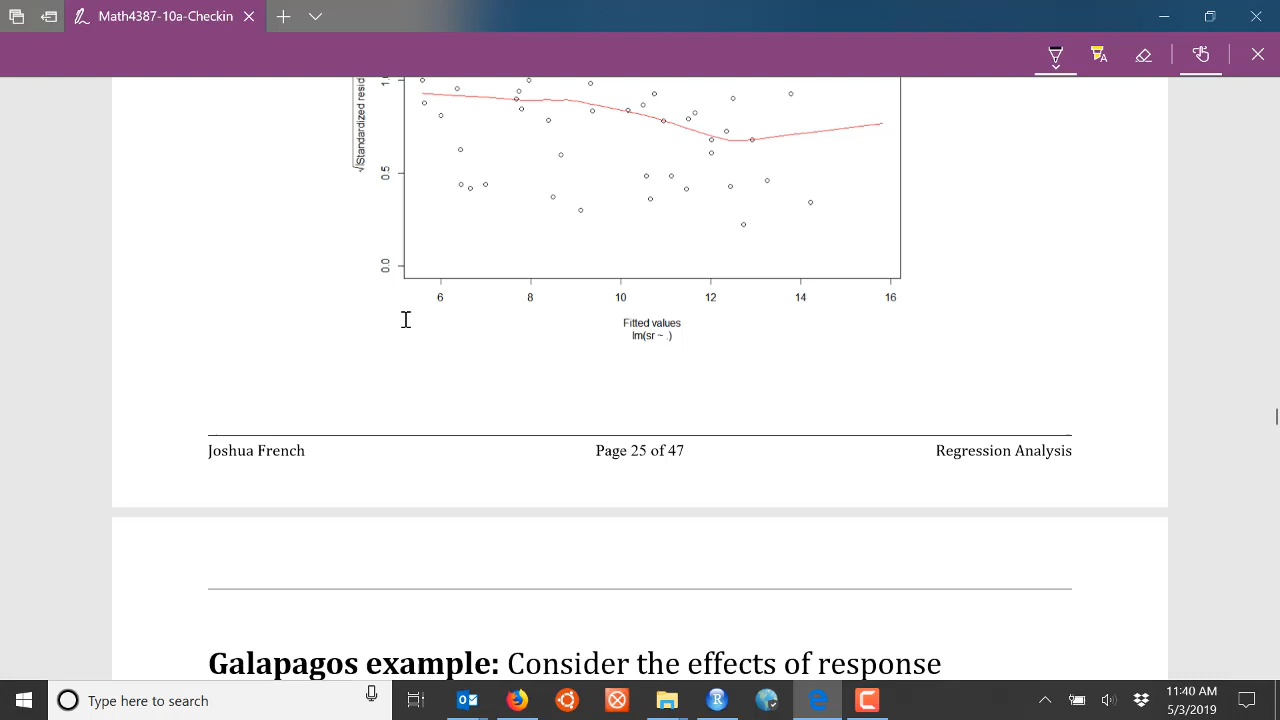 Math4387-10a-Checkin
√|Standardized resid
1.0
0.5
0.0
6 8 10 12 14 16
Fitted values
lm(sr ~ .)
Joshua French Page 25 of 47 Regression Analysis
Galapagos example: Consider the effects of response
Type here to search
11:40 AM
5/3/2019